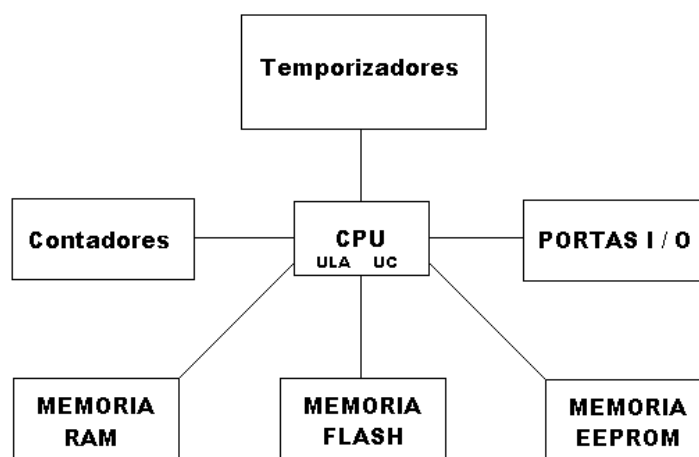 Temporizadores
Contadores
CPU
ULA UC
PORTAS I / O
MEMORIA
RAM
MEMORIA
FLASH
MEMORIA
EEPROM